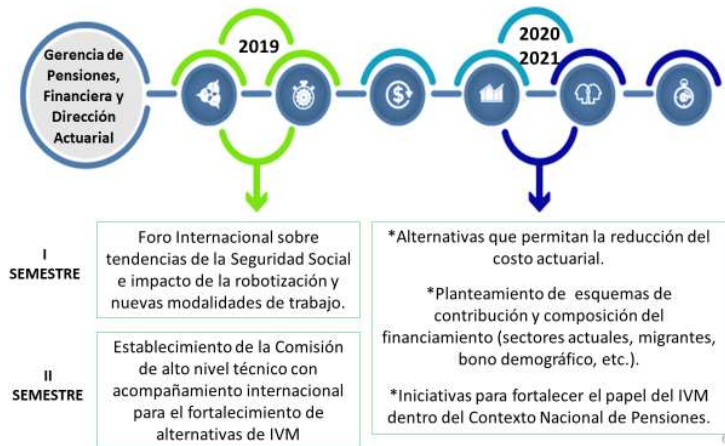 Gerencia de
Pensiones,
Financiera y
Dirección
Actuarial
2019
2020
2021
I
SEMESTRE
Foro Internacional sobre
tendencias de la Seguridad Social
e impacto de la robotización y
nuevas modalidades de trabajo.
II
SEMESTRE
Establecimiento de la Comisión
de alto nivel técnico con
acompañamiento internacional
para el fortalecimiento de
alternativas de IVM
*Alternativas que permitan la reducción del
costo actuarial.
*Planteamiento de esquemas de
contribución y composición del
financiamiento (sectores actuales, migrantes,
bono demográfico, etc.).
*Iniciativas para fortalecer el papel del IVM
dentro del Contexto Nacional de Pensiones.